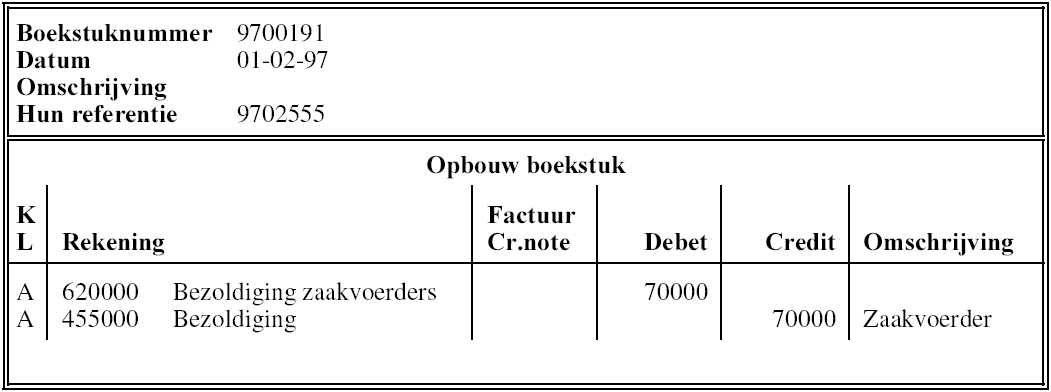 Boekstuknummer 9700191
Datum 01-02-97
Omschrijving
Hun referentie 9702555
Opbouw boekstuk
K Factuur
L Rekening Cr.note Debet Credit Omschrijving
A 620000 Bezoldiging zaakvoerders 70000
A 455000 Bezoldiging 70000 Zaakvoerder